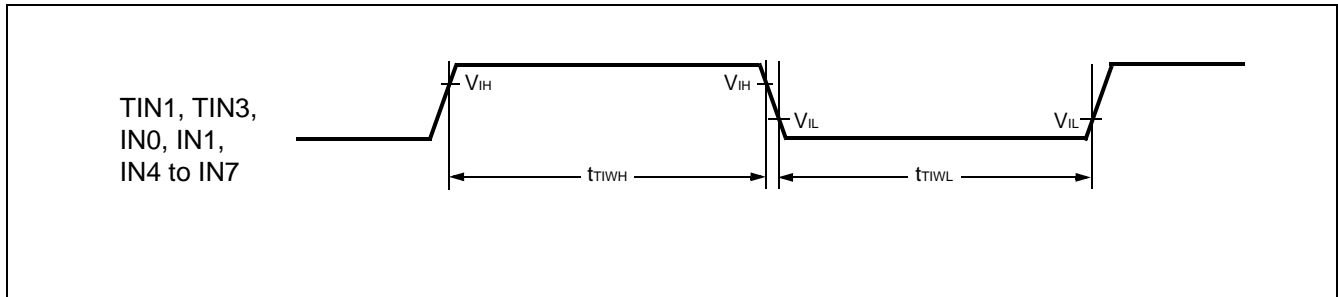 TIN1, TIN3,
IN0, IN1,
IN4 to IN7
VIH
VIH
VIL
VIL
tTIWH
tTIWL